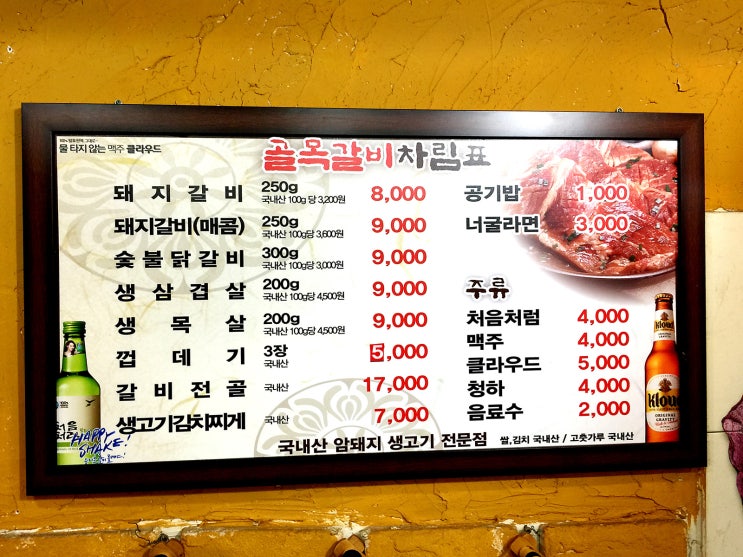 물 타지 않는 맥주 클라우드
골목갈비차림표
돼지갈비 250g 국내산 100g 당 3,200원 8,000
돼지갈비(매콤) 250g 국내산 100g당 3,600원 9,000
숯불닭갈비 300g 국내산 100g당 3,000원 9,000
생삼겹살 200g 국내산 100g당 4,500원 9,000
생목살 200g 국내산 100g당 4,500원 9,000
껍데기 3장 국내산 5,000
갈비전골 국내산 17,000
생고기김치찌게 국내산 7,000
공기밥 1,000
너굴라면 3,000
주류
처음처럼 4,000
맥주 4,000
클라우드 5,000
청하 4,000
음료수 2,000
국내산 암돼지 생고기 전문점 쌀,김치 국내산 / 고춧가루 국내산
처음처럼
HAPPY SHAKE!
Kloud
Kloud
ORIGINAL GRAVITY